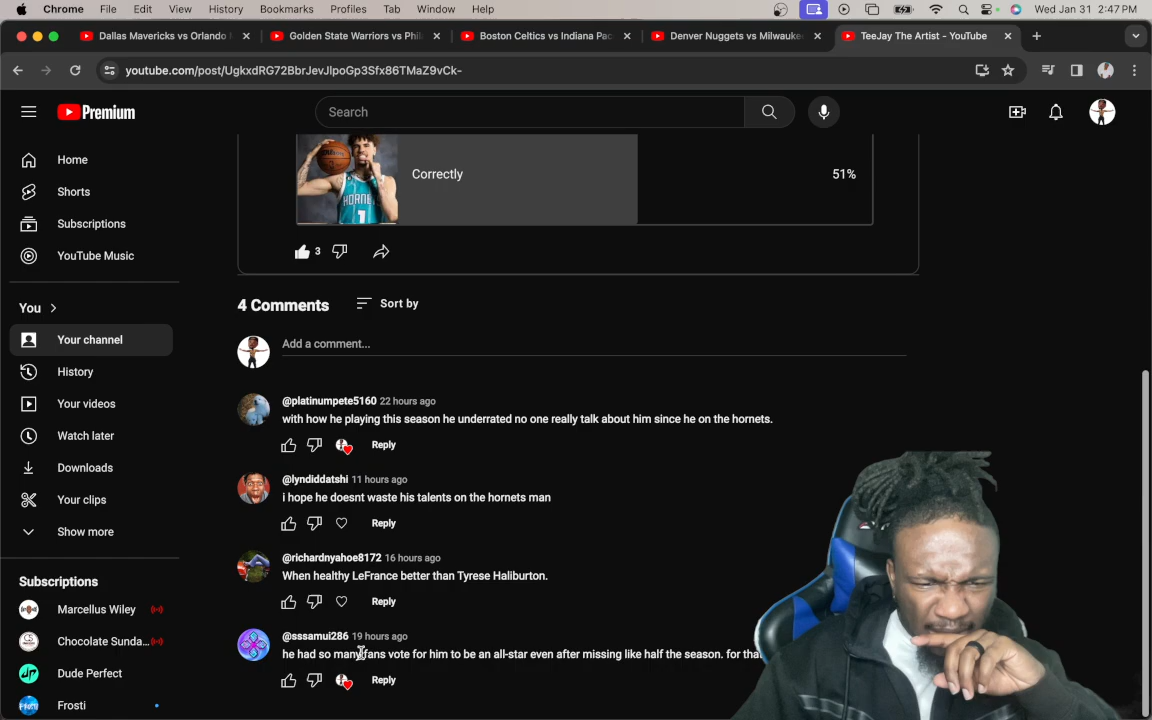 Chrome File Edit View History Bookmarks Profiles Tab Window Help Wed Jan 31 2:47 PM
Dallas Mavericks vs Orlando Golden State Warriors vs Phil Boston Celtics vs Indiana Pac Denver Nuggets vs Milwauke TeeJay The Artist - YouTube
youtube.com/post/UgkxdRG72BbrJevJlpoGp3Sfx86TMaZ9vCk-
Premium Search
Home
Shorts
Subscriptions
YouTube Music
You
Your channel
History
Your videos
Watch later
Downloads
Your clips
Show more
Subscriptions
Marcellus Wiley
Chocolate Sunda...
Dude Perfect
Frosti
HORNETS
1
Correctly 51%
3
4 Comments Sort by
Add a comment...
@platinumpete5160 22 hours ago
with how he playing this season he underrated no one really talk about him since he on the hornets.
Reply
@lyndiddatshi 11 hours ago
i hope he doesnt waste his talents on the hornets man
Reply
@richardnyahoe8172 16 hours ago
When healthy LeFrance better than Tyrese Haliburton.
Reply
@sssamui286 19 hours ago
he had so many fans vote for him to be an all-star even after missing like half the season. for tha
Reply